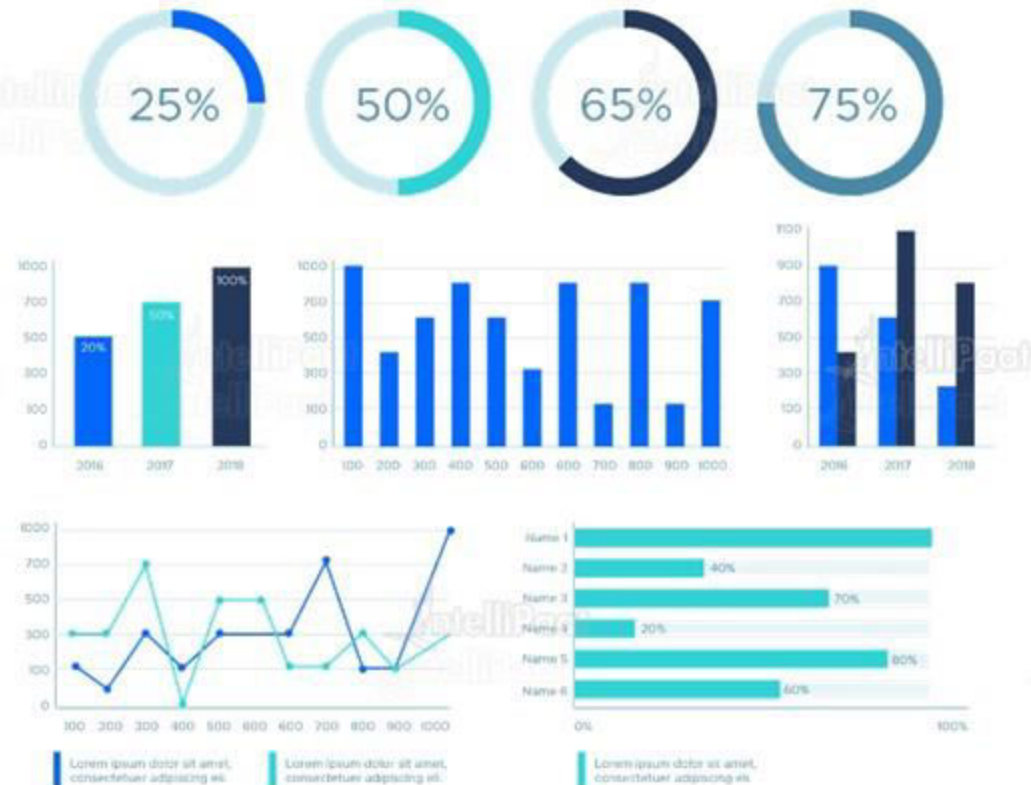 25% 50% 65% 75%
1000
700
500
300
100
0
20%
50%
100%
2016 2017 2018
1000
700
500
300
100
0
100 200 300 400 500 600 600 700 800 900 1000
1100
900
700
500
300
100
0
2016 2017 2018
IntelliPaat
1000
700
500
300
100
0
100 200 300 400 500 600 600 700 800 900 1000
Lorem ipsum dolor sit amet,
consectetuer adipiscing eli.
Lorem ipsum dolor sit amet,
consectetuer adipiscing eli.
Name 1
Name 2 40%
Name 3 70%
Name 4 20%
Name 5 80%
Name 6 60%
0% 100%
Lorem ipsum dolor sit amet,
consectetuer adipiscing eli.